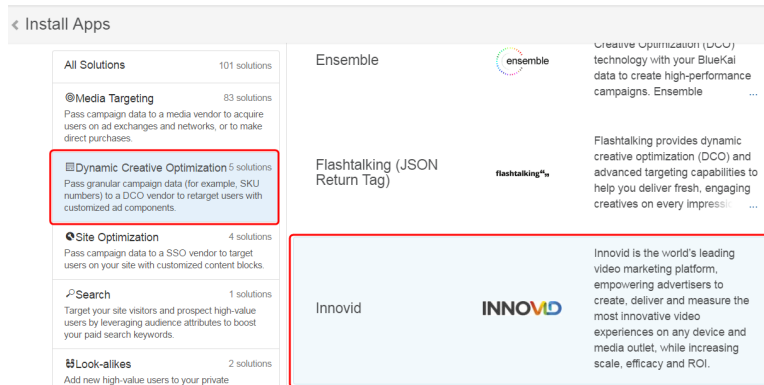 Install Apps
All Solutions 101 solutions
Media Targeting 83 solutions
Pass campaign data to a media vendor to acquire
users on ad exchanges and networks, or to make
direct purchases.
Dynamic Creative Optimization 5 solutions
Pass granular campaign data (for example, SKU
numbers) to a DCO vendor to retarget users with
customized ad components.
Site Optimization 4 solutions
Pass campaign data to a SSO vendor to target
users on your site with customized content blocks.
Search 1 solutions
Target your site visitors and prospect high-value
users by leveraging audience attributes to boost
your paid search keywords.
Look-alikes 2 solutions
Add new high-value users to your private
Ensemble
ensemble
Creative Optimization (DCO)
technology with your BlueKai
data to create high-performance
campaigns. Ensemble ...
Flashtalking (JSON
Return Tag)
flashtalking
Flashtalking provides dynamic
creative optimization (DCO) and
advanced targeting capabilities to
help you deliver fresh, engaging
creatives on every ...
Innovid
INNOVID
Innovid is the world's leading
video marketing platform,
empowering advertisers to
create, deliver and measure the
most innovative video
experiences on any device and
media outlet, while increasing
scale, efficacy and ROI.